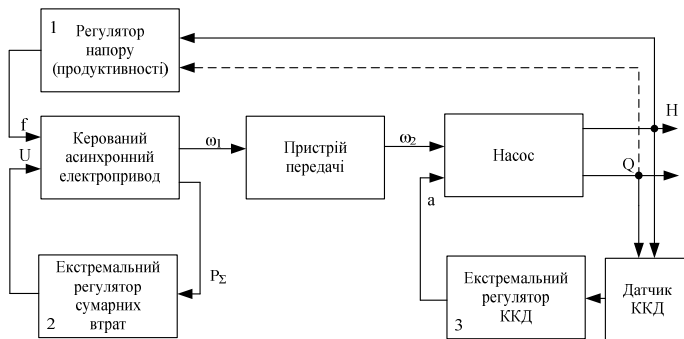 1
Регулятор
напору
(продуктивності)
H
f
U
Керований
асинхронний
електропривод
ω1
Пристрій
передачі
ω2
Насос
Q
a
PΣ
Екстремальний
регулятор
сумарних
втрат
2
Екстремальний
регулятор
ККД
3
Датчик
ККД